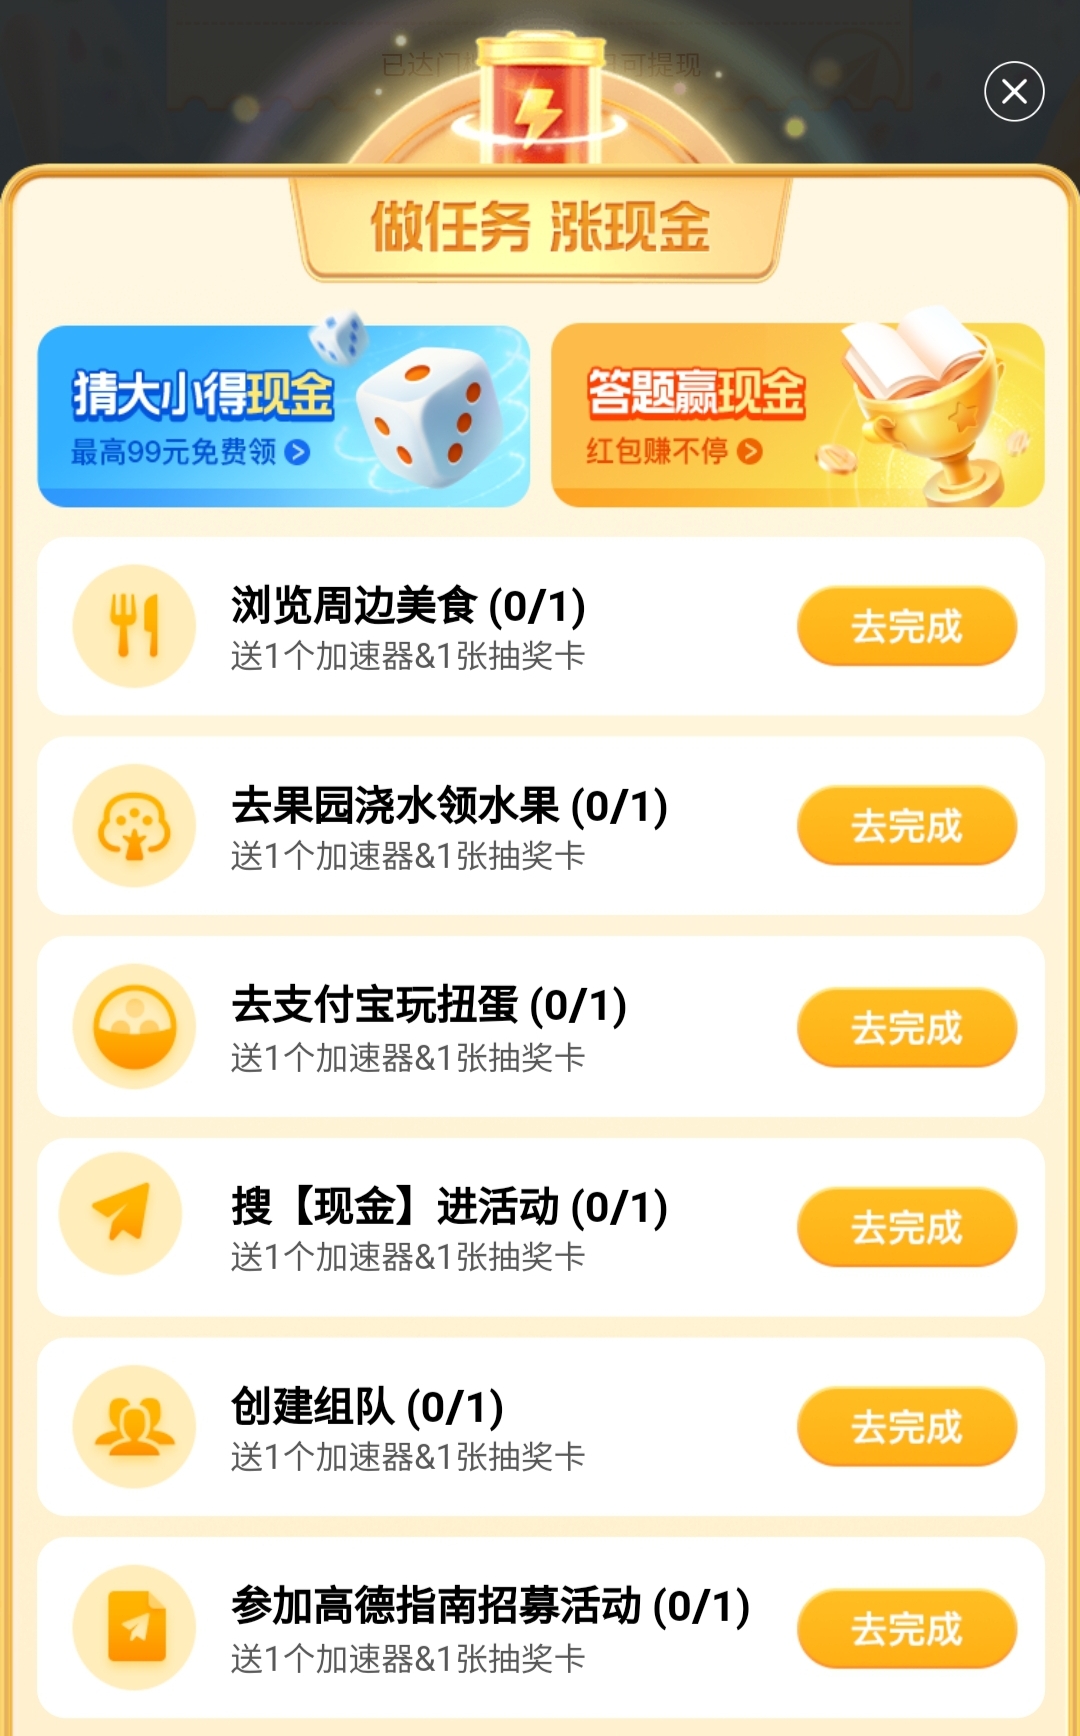 已达门
可提现
做任务 涨现金
猜大小得现金
最高99元免费领
答题赢现金
红包赚不停
浏览周边美食 (0/1)
送1个加速器&1张抽奖卡
去完成
去果园浇水领水果 (0/1)
送1个加速器&1张抽奖卡
去完成
去支付宝玩扭蛋 (0/1)
送1个加速器&1张抽奖卡
去完成
搜【现金】进活动 (0/1)
送1个加速器&1张抽奖卡
去完成
创建组队 (0/1)
送1个加速器&1张抽奖卡
去完成
参加高德指南招募活动 (0/1)
送1个加速器&1张抽奖卡
去完成